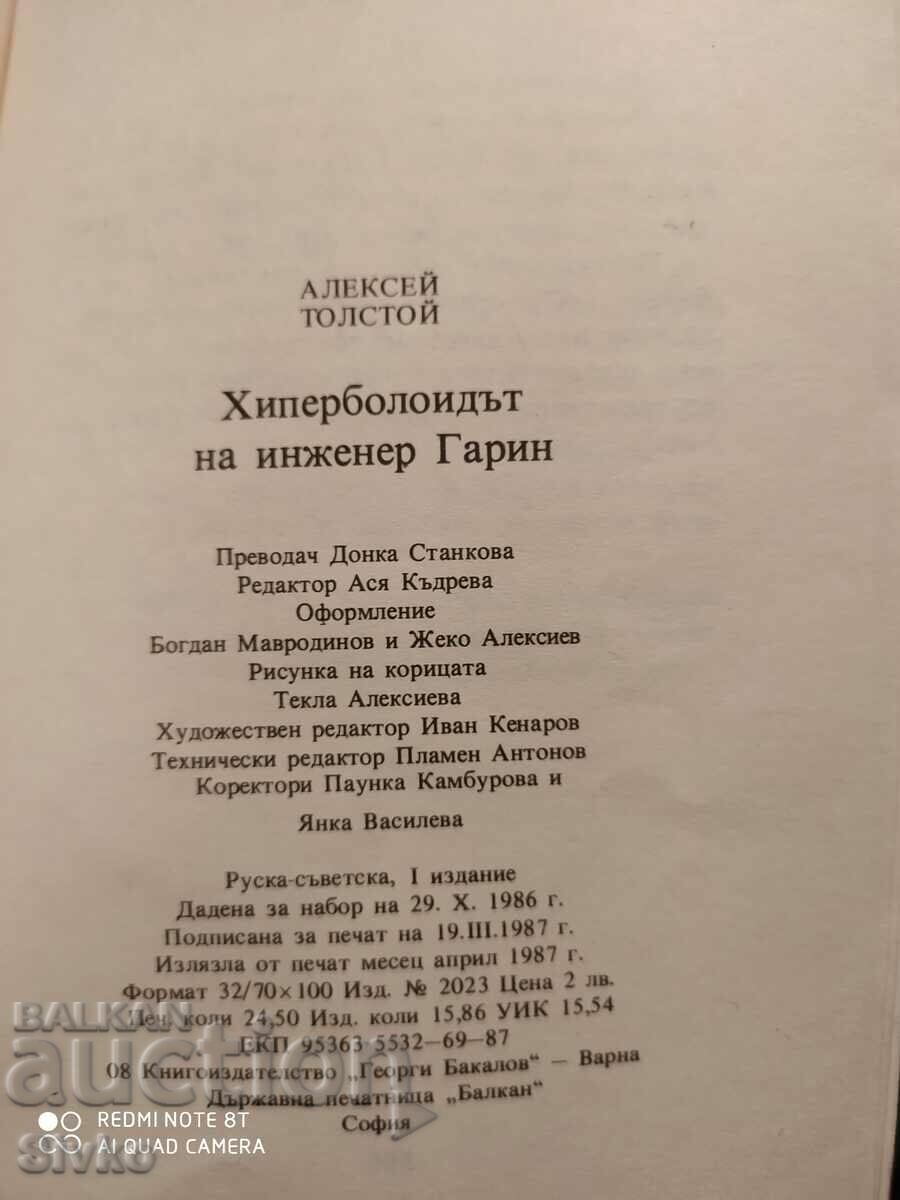 АЛЕКСЕЙ
ТОЛСТОЙ
Хиперболоидът
на инженер Гарин
Преводач Донка Станкова
Редактор Ася Къдрева
Оформление
Богдан Мавродинов и Жеко Алексиев
Рисунка на корицата
Текла Алексиева
Художествен редактор Иван Кенаров
Технически редактор Пламен Антонов
Коректори Паунка Камбурова и
Янка Василева
Руска-съветска, I издание
Дадена за набор на 29. X. 1986 г.
Подписана за печат на 19.III.1987 г.
Излязла от печат месец април 1987 г.
Формат 32/70×100 Изд. № 2023 Цена 2 лв.
Печ. коли 24,50 Изд. коли 15,86 УИК 15,54
ЕКП 95363 5532—69—87
08 Книгоиздателство „Георги Бакалов“ — Варна
Държавна печатница „Балкан“
София
BALKAN
auction
REDMI NOTE 8T
AI QUAD CAMERA
Sivko